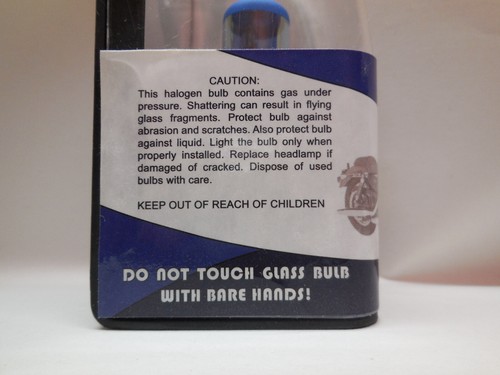 CAUTION:
This halogen bulb contains gas under
pressure. Shattering can result in flying
glass fragments. Protect bulb against
abrasion and scratches. Also protect bulb
against liquid. Light the bulb only when
properly installed. Replace headlamp if
damaged of cracked. Dispose of used
bulbs with care.
KEEP OUT OF REACH OF CHILDREN
DO NOT TOUCH GLASS BULB
WITH BARE HANDS!